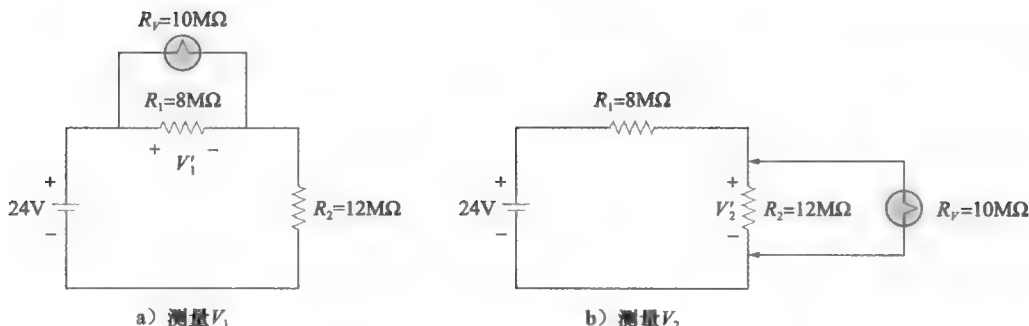 R_V=10MΩ
R₁=8MΩ
+ V₁′ −
+
24V
−
R₂=12MΩ
a）测量V₁
R₁=8MΩ
+
24V
−
+
V₂′ R₂=12MΩ
−
R_V=10MΩ
b）测量V₂